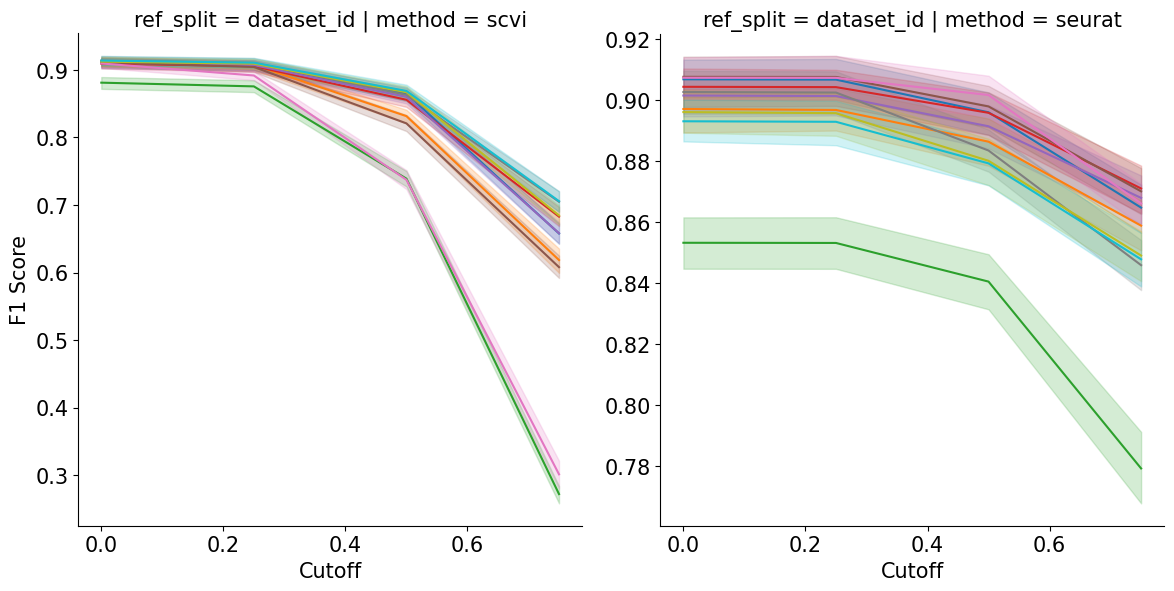 ref_split = dataset_id | method = scvi
F1 Score
0.9
0.8
0.7
0.6
0.5
0.4
0.3
0.0 0.2 0.4 0.6
Cutoff
ref_split = dataset_id | method = seurat
0.92
0.90
0.88
0.86
0.84
0.82
0.80
0.78
0.0 0.2 0.4 0.6
Cutoff